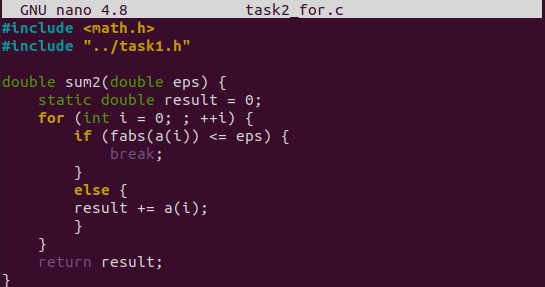 GNU nano 4.8 task2_for.c
#include <math.h>
#include "../task1.h"

double sum2(double eps) {
    static double result = 0;
    for (int i = 0; ; ++i) {
        if (fabs(a(i)) <= eps) {
            break;
        }
        else {
        result += a(i);
        }
    }
    return result;
}